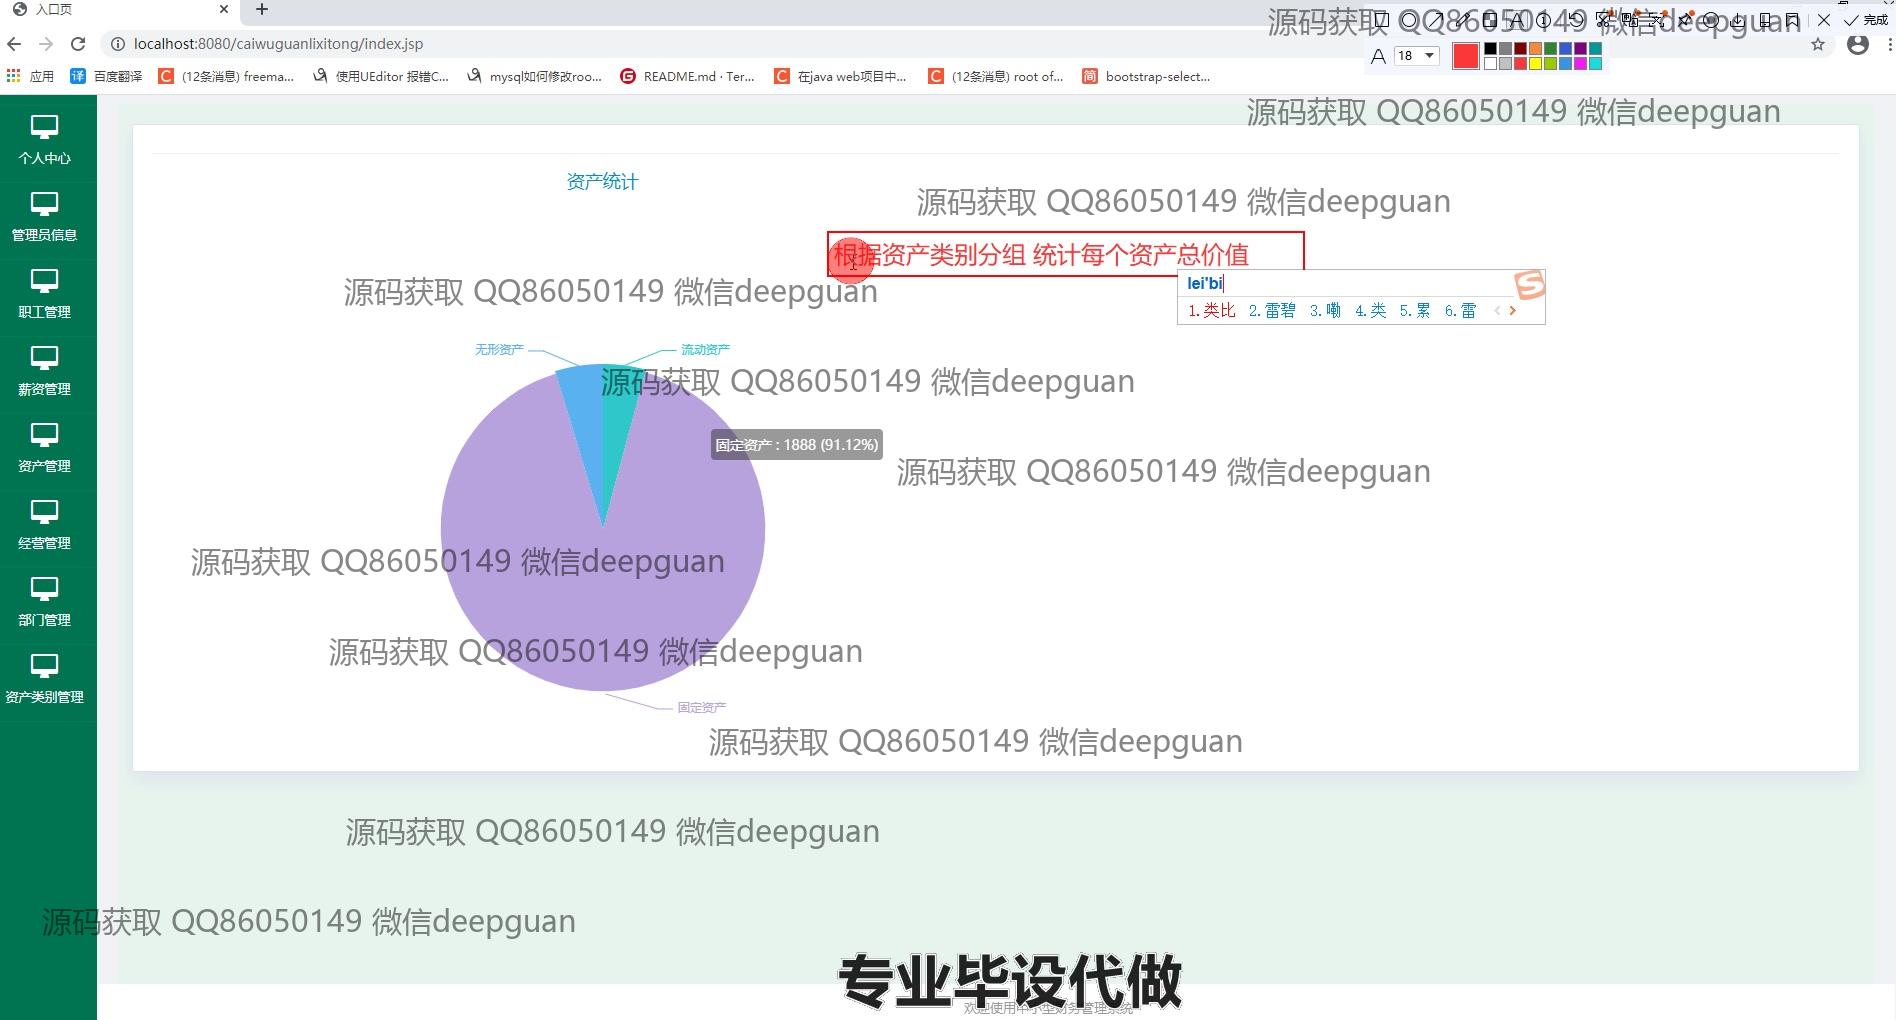 入口页
localhost:8080/caiwuguanlixitong/index.jsp
源码获取 QQ86050149 微信deepguan
完成
A 18
应用 百度翻译 (12条消息) freema... 使用UEditor 报错C... mysql如何修改roo... README.md · Ter... 在java web项目中... (12条消息) root of... bootstrap-select...
源码获取 QQ86050149 微信deepguan
个人中心
资产统计
源码获取 QQ86050149 微信deepguan
管理员信息
根据资产类别分组 统计每个资产总价值
lei'bi
1.类比 2.雷碧 3.嘞 4.类 5.累 6.雷
源码获取 QQ86050149 微信deepguan
职工管理
无形资产 流动资产
源码获取 QQ86050149 微信deepguan
薪资管理
固定资产 : 1888 (91.12%)
资产管理
源码获取 QQ86050149 微信deepguan
经营管理
源码获取 QQ86050149 微信deepguan
部门管理
源码获取 QQ86050149 微信deepguan
资产类别管理
固定资产
源码获取 QQ86050149 微信deepguan
源码获取 QQ86050149 微信deepguan
源码获取 QQ86050149 微信deepguan
专业毕设代做
欢迎使用中小型财务管理系统